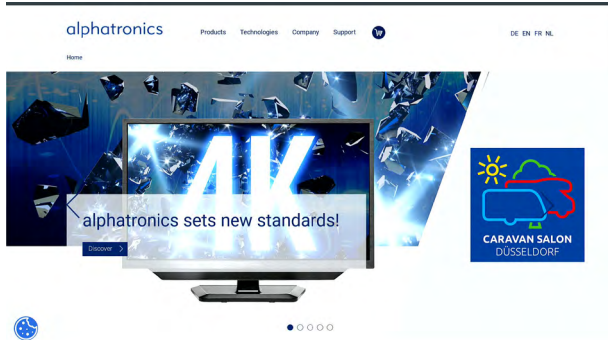 alphatronics
Products Technologies Company Support
DE EN FR NL
Home
4K
alphatronics sets new standards!
Discover
CARAVAN SALON
DÜSSELDORF